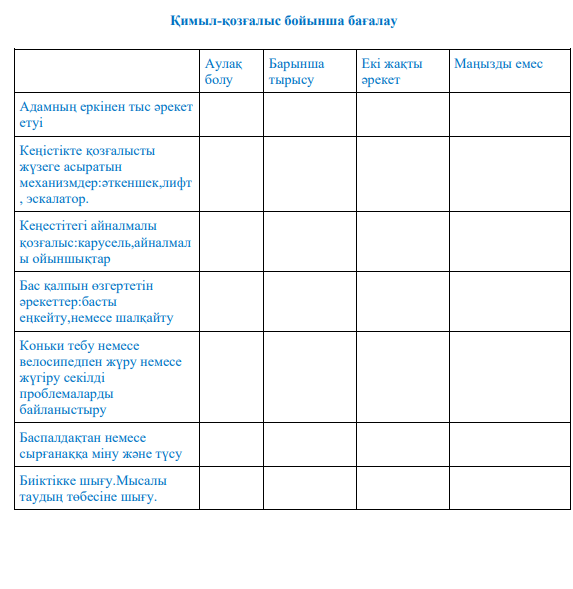 Қимыл-қозғалыс бойынша бағалау
Аулақ болу
Барынша тырысу
Екі жақты әрекет
Маңызды емес
Адамның еркінен тыс әрекет
етуі
Кеңістікте қозғалысты
жүзеге асыратын
механизмдер:әткеншек,лифт
, эскалатор.
Кеңестітегі айналмалы
қозғалыс:карусель,айналмал
ы ойыншықтар
Бас қалпын өзгертетін
әрекеттер:басты
еңкейту,немесе шалқайту
Коньки тебу немесе
велосипедпен жүру немесе
жүгіру секілді
проблемаларды
байланыстыру
Баспалдақтан немесе
сырғанаққа міну және түсу
Биіктікке шығу.Мысалы
таудың төбесіне шығу.